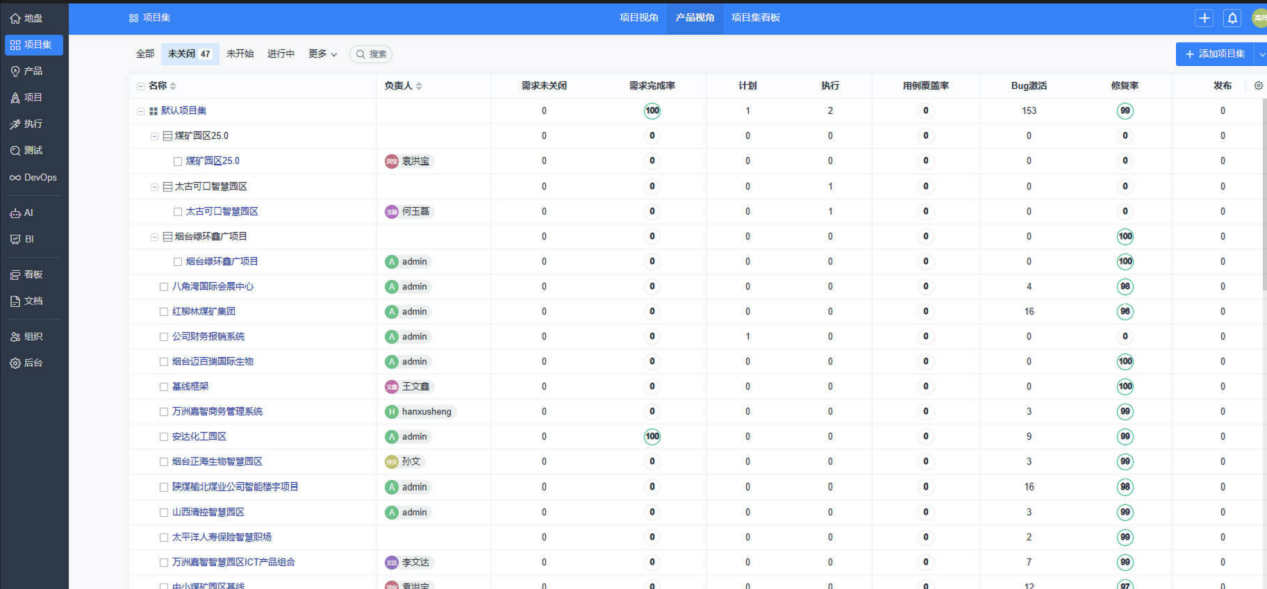 地盘 项目集 项目视角 产品视角 项目集看板
项目集 全部 未关闭 47 未开始 进行中 更多 搜索 添加项目集
产品
名称 负责人 需求未关闭 需求完成率 计划 执行 用例覆盖率 Bug激活 修复率 发布
项目
默认项目集 0 100 1 2 0 153 99 0
执行
煤矿园区25.0 0 0 0 0 0 0 0 0
测试
煤矿园区25.0 袁洪宝 0 0 0 0 0 0 0 0
DevOps
太古可口智慧园区 0 0 0 1 0 0 0 0
AI
太古可口智慧园区 何玉磊 0 0 0 1 0 0 0 0
BI
烟台绿环鑫广项目 0 0 0 0 0 0 100 0
烟台绿环鑫广项目 A admin 0 0 0 0 0 0 100 0
看板
八角湾国际会展中心 A admin 0 0 0 0 0 4 98 0
文档
红柳林煤矿集团 A admin 0 0 0 0 0 16 98 0
组织
公司财务报销系统 A admin 0 0 1 0 0 0 0 0
后台
烟台迈百瑞国际生物 A admin 0 0 0 0 0 0 100 0
基线框架 王文鑫 0 0 0 0 0 0 100 0
万洲嘉智商务管理系统 H hanxusheng 0 0 0 0 0 3 99 0
安达化工园区 A admin 0 100 0 0 0 9 99 0
烟台正海生物智慧园区 孙文 0 0 0 0 0 3 99 0
陕煤榆北煤业公司智能楼宇项目 A admin 0 0 0 0 0 16 98 0
山西清控智慧园区 A admin 0 0 0 0 0 3 99 0
太平洋人寿保险智慧职场 0 0 0 0 0 2 99 0
万洲嘉智智慧园区ICT产品组合 文达 李文达 0 0 0 0 0 7 99 0
中小煤矿园区基线 袁洪宝 0 0 0 0 0 12 97 0